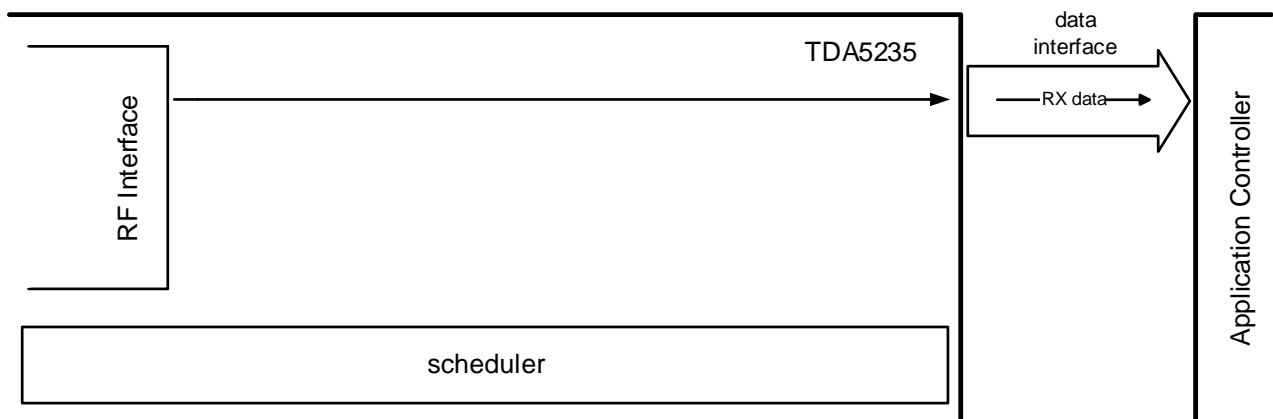 TDA5235
data
interface
RX data
RF Interface
Application Controller
scheduler